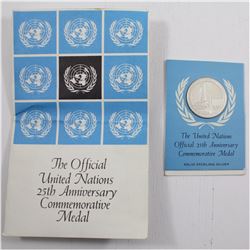 The Official
United Nations
25th Anniversary
Commemorative
Medal
The United Nations
Official 25th Anniversary
Commemorative Medal
SOLID STERLING SILVER